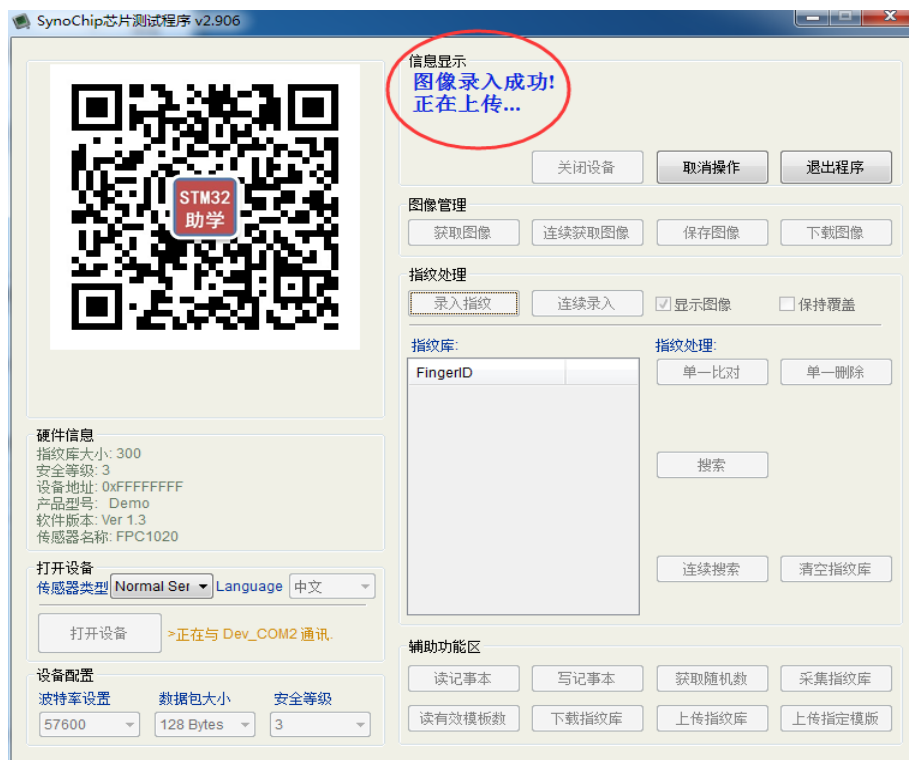 SynoChip芯片测试程序 v2.906
STM32
助学
硬件信息
指纹库大小: 300
安全等级: 3
设备地址: 0xFFFFFFFF
产品型号: Demo
软件版本: Ver 1.3
传感器名称: FPC1020
打开设备
传感器类型 Normal Ser Language 中文
打开设备 >正在与 Dev_COM2 通讯.
设备配置
波特率设置 数据包大小 安全等级
57600 128 Bytes 3
信息显示
图像录入成功!
正在上传...
关闭设备 取消操作 退出程序
图像管理
获取图像 连续获取图像 保存图像 下载图像
指纹处理
录入指纹 连续录入 显示图像 保持覆盖
指纹库: 指纹处理:
FingerID 单一比对 单一删除
搜索
连续搜索 清空指纹库
辅助功能区
读记事本 写记事本 获取随机数 采集指纹库
读有效模板数 下载指纹库 上传指纹库 上传指定模版